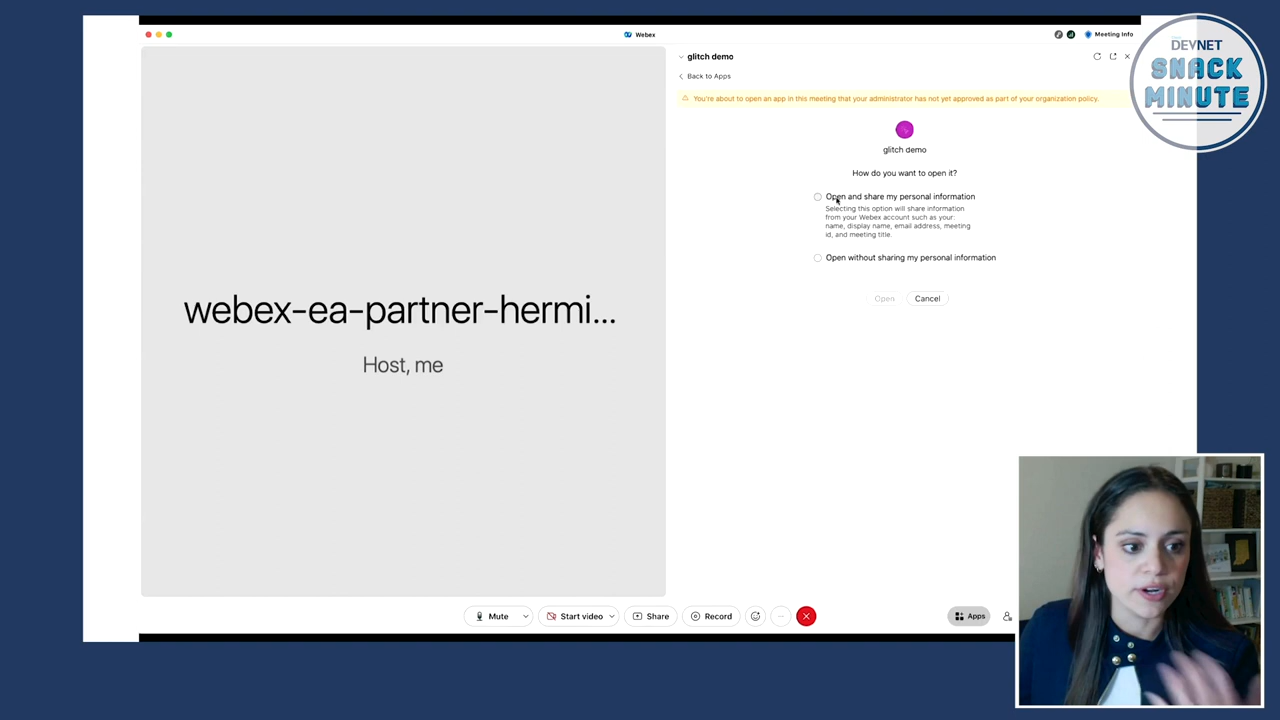 Webex
Meeting Info
DEVNET
SNACK
MINUTE
glitch demo
Back to Apps
You're about to open an app in this meeting that your administrator has not yet approved as part of your organization policy.
glitch demo
How do you want to open it?
Open and share my personal information
Selecting this option will share information
from your Webex account such as your:
name, display name, email address, meeting
id, and meeting title.
Open without sharing my personal information
Open
Cancel
webex-ea-partner-hermi...
Host, me
Mute
Start video
Share
Record
Apps